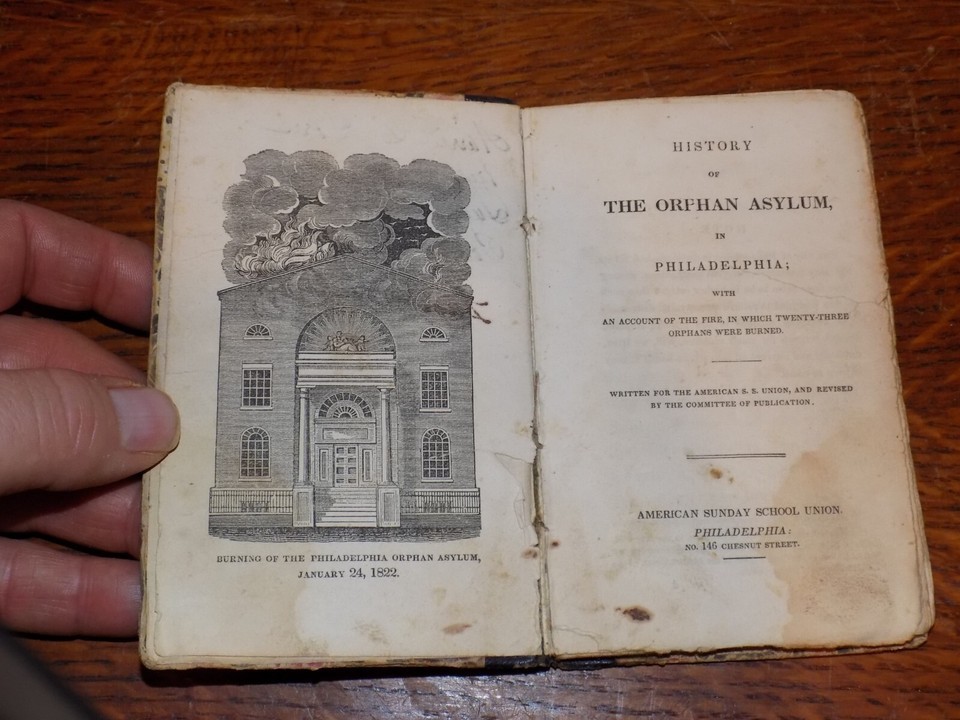 BURNING OF THE PHILADELPHIA ORPHAN ASYLUM,
JANUARY 24, 1822.
HISTORY
OF
THE ORPHAN ASYLUM,
IN
PHILADELPHIA;
WITH
AN ACCOUNT OF THE FIRE, IN WHICH TWENTY-THREE
ORPHANS WERE BURNED.
WRITTEN FOR THE AMERICAN S. S. UNION, AND REVISED
BY THE COMMITTEE OF PUBLICATION.
AMERICAN SUNDAY SCHOOL UNION.
PHILADELPHIA:
NO. 146 CHESNUT STREET.